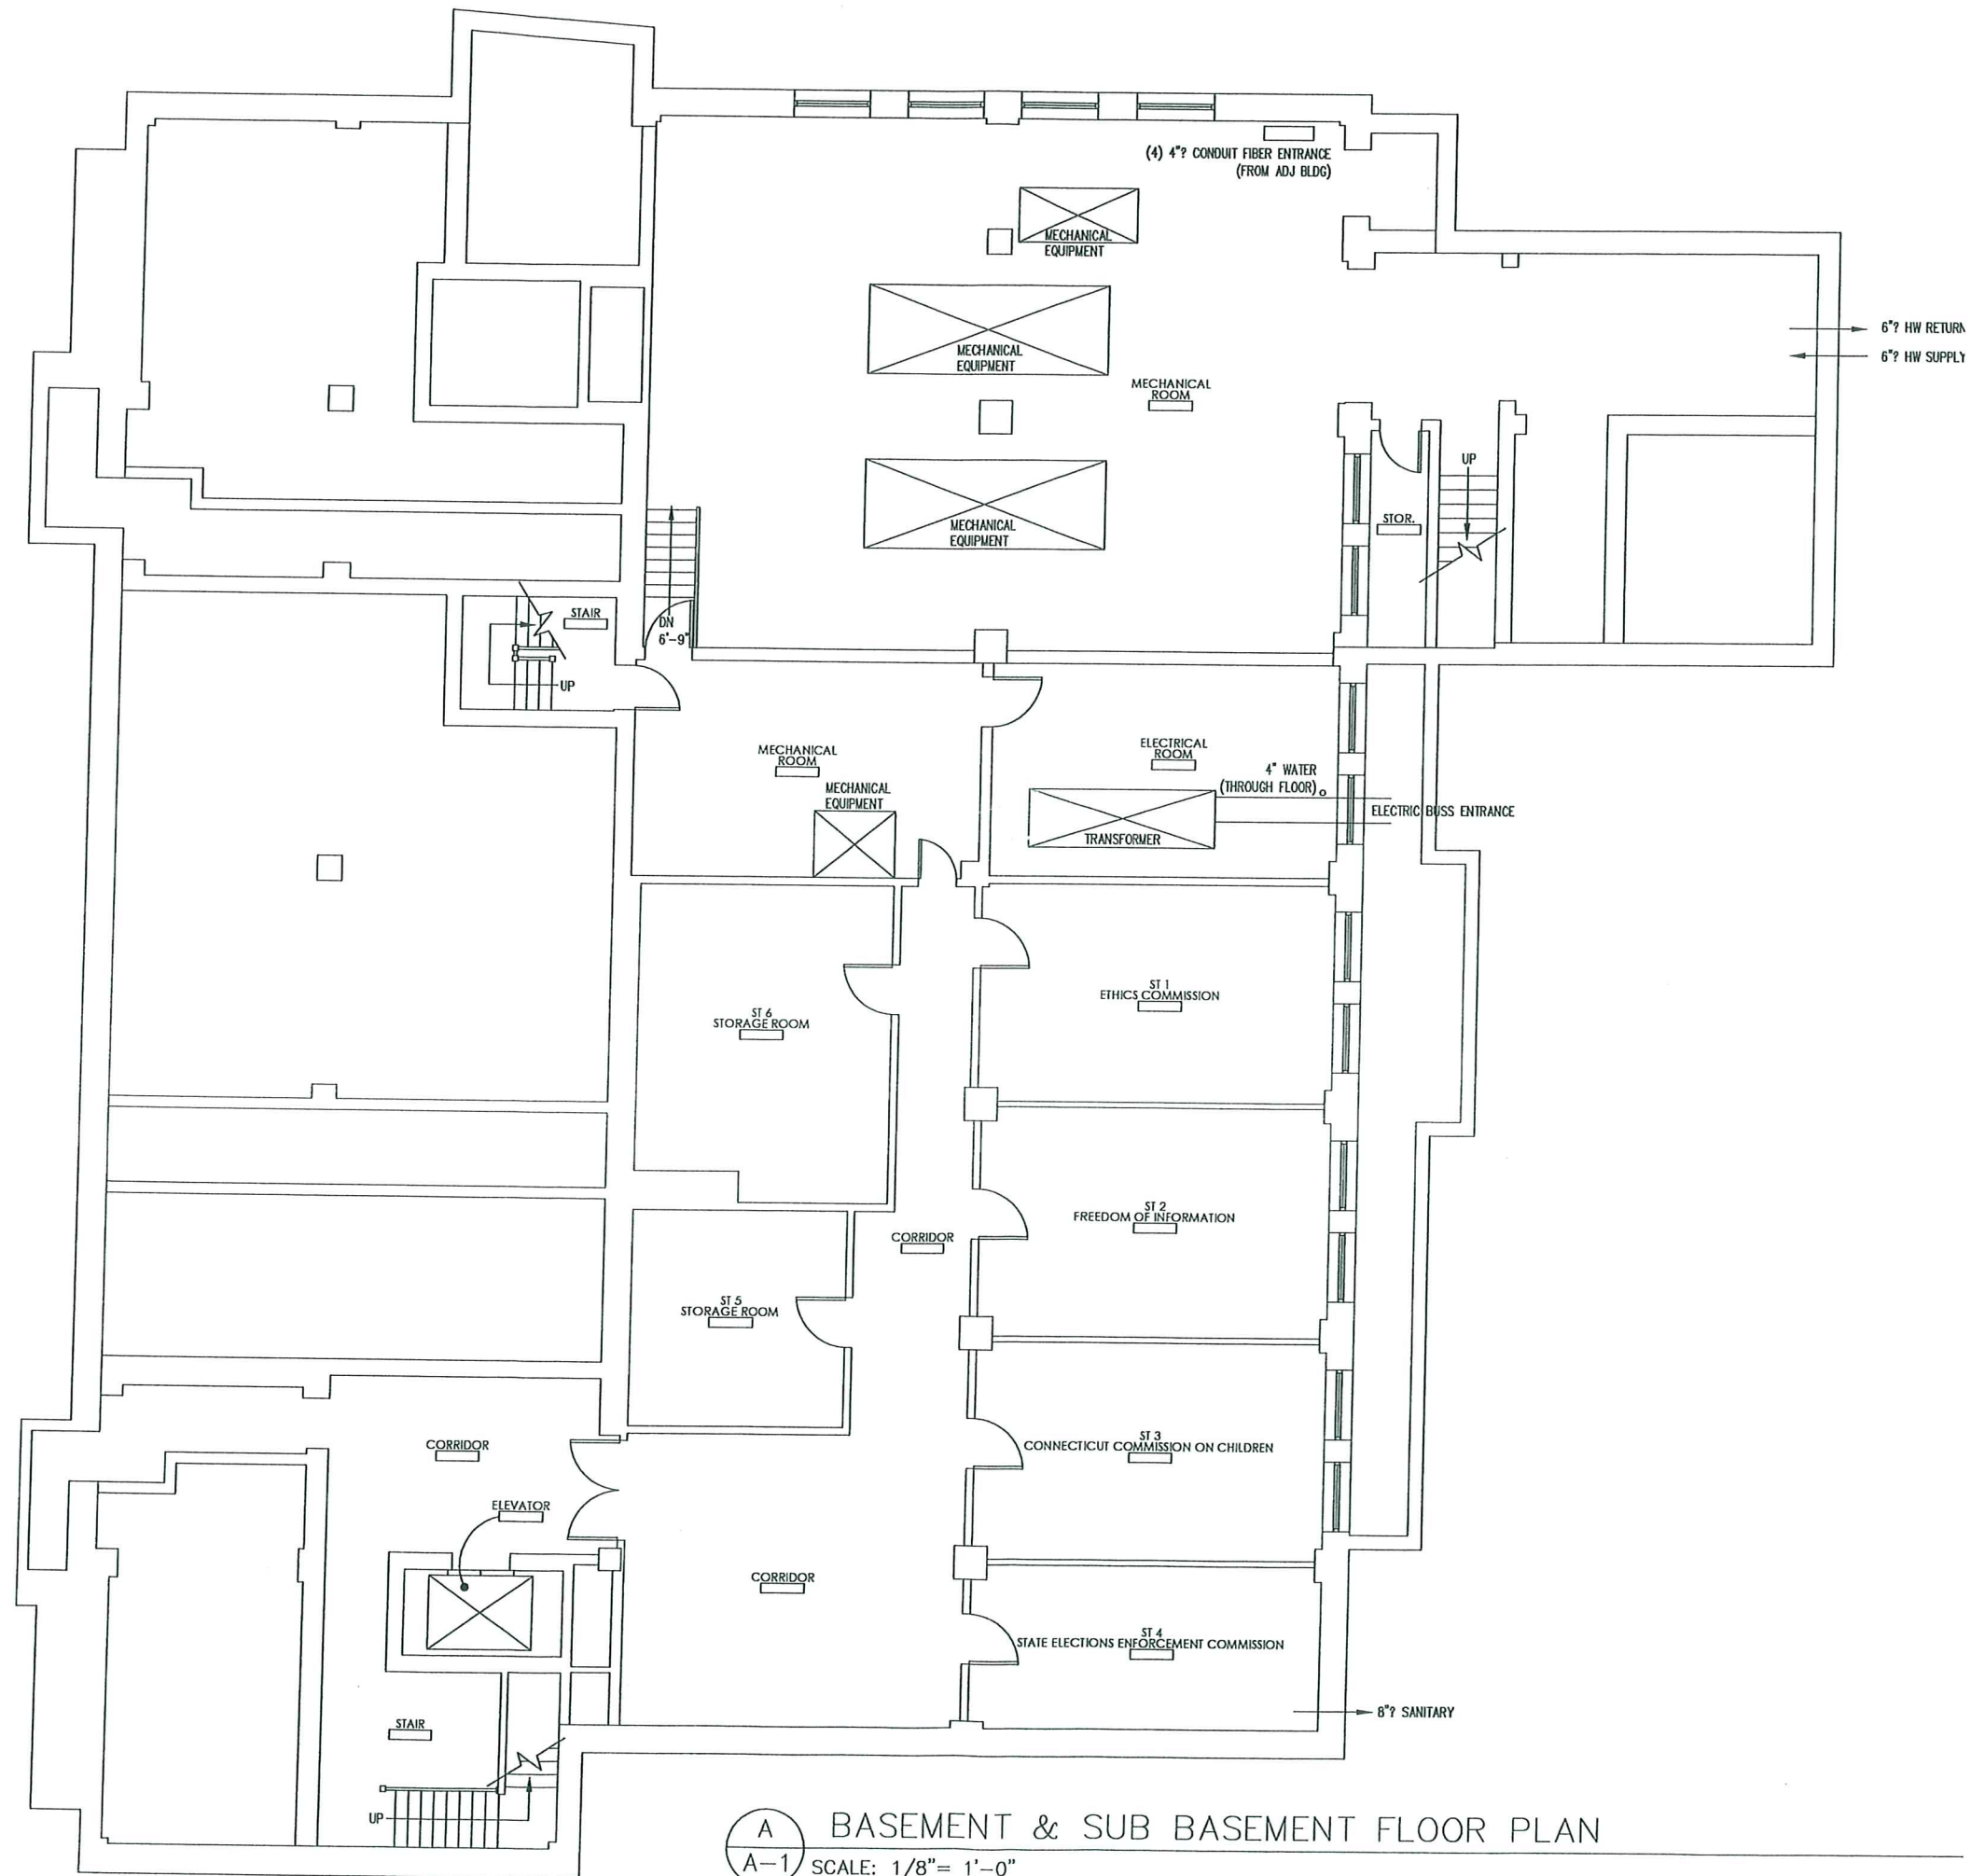 (4) 4"? CONDUIT FIBER ENTRANCE
(FROM ADJ BLDG)
MECHANICAL
EQUIPMENT
6"? HW RETURN
6"? HW SUPPLY
MECHANICAL
EQUIPMENT
MECHANICAL
ROOM
UP
STOR.
MECHANICAL
EQUIPMENT
STAIR
DN
6'-9"
UP
MECHANICAL
ROOM
ELECTRICAL
ROOM
4" WATER
(THROUGH FLOOR)
MECHANICAL
EQUIPMENT
ELECTRIC BUSS ENTRANCE
TRANSFORMER
ST 1
ETHICS COMMISSION
ST 6
STORAGE ROOM
ST 2
FREEDOM OF INFORMATION
CORRIDOR
ST 5
STORAGE ROOM
ST 3
CONNECTICUT COMMISSION ON CHILDREN
CORRIDOR
ELEVATOR
CORRIDOR
ST 4
STATE ELECTIONS ENFORCEMENT COMMISSION
8"? SANITARY
STAIR
UP
A
A-1
BASEMENT & SUB BASEMENT FLOOR PLAN
SCALE: 1/8"= 1'-0"